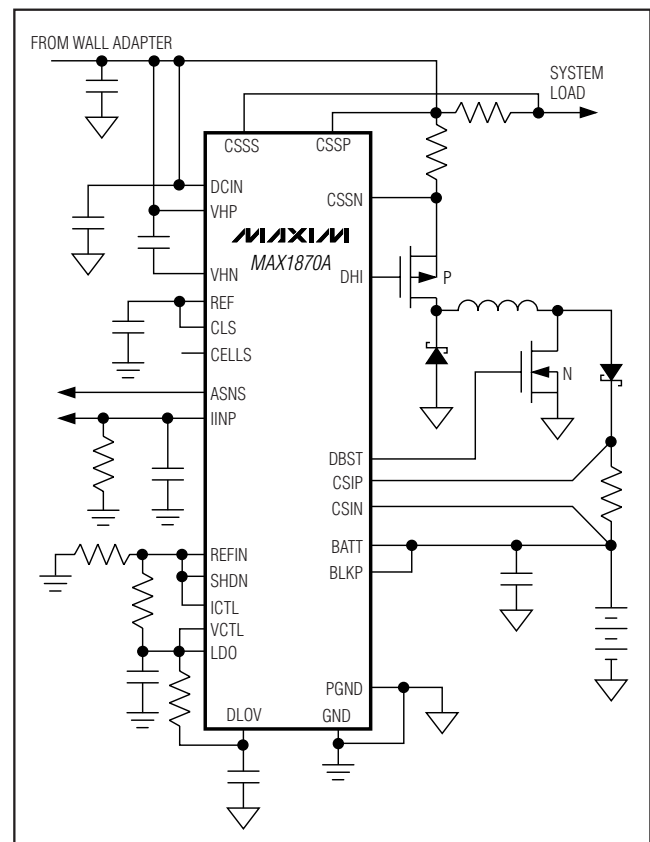 FROM WALL ADAPTER
SYSTEM
LOAD
CSSS
CSSP
DCIN
VHP
CSSN
MAXIM
MAX1870A
VHN
DHI
P
REF
CLS
CELLS
ASNS
N
IINP
DBST
CSIP
CSIN
REFIN
BATT
SHDN
BLKP
ICTL
VCTL
LDO
PGND
DLOV
GND